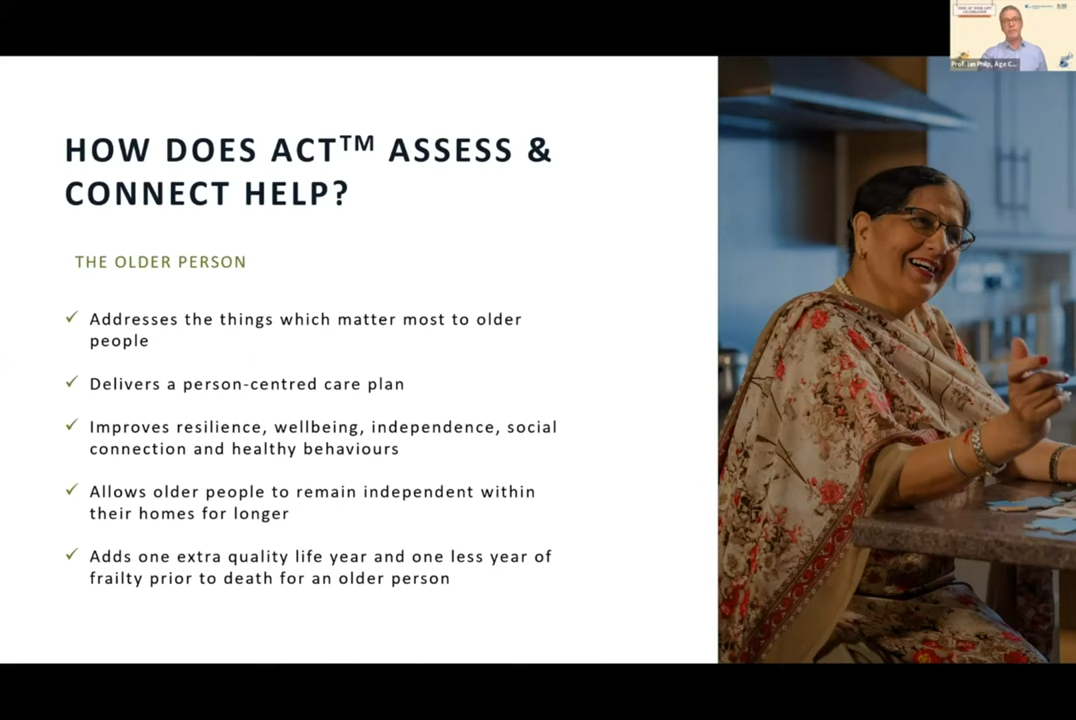 HOW DOES ACT™ ASSESS &
CONNECT HELP?
THE OLDER PERSON
✓ Addresses the things which matter most to older
people
✓ Delivers a person-centred care plan
✓ Improves resilience, wellbeing, independence, social
connection and healthy behaviours
✓ Allows older people to remain independent within
their homes for longer
✓ Adds one extra quality life year and one less year of
frailty prior to death for an older person
Prof. Ian Philp, Age C...